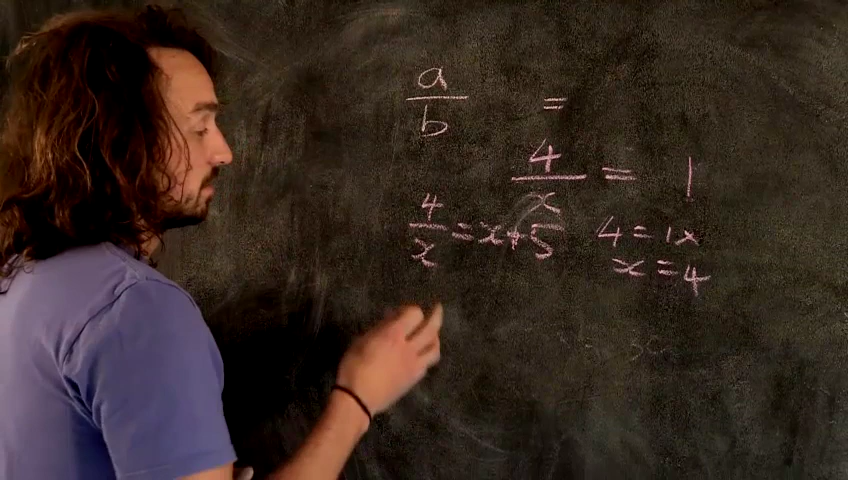 a/b =
4/x = 1
4/x = x+5
4 = 1x
x = 4